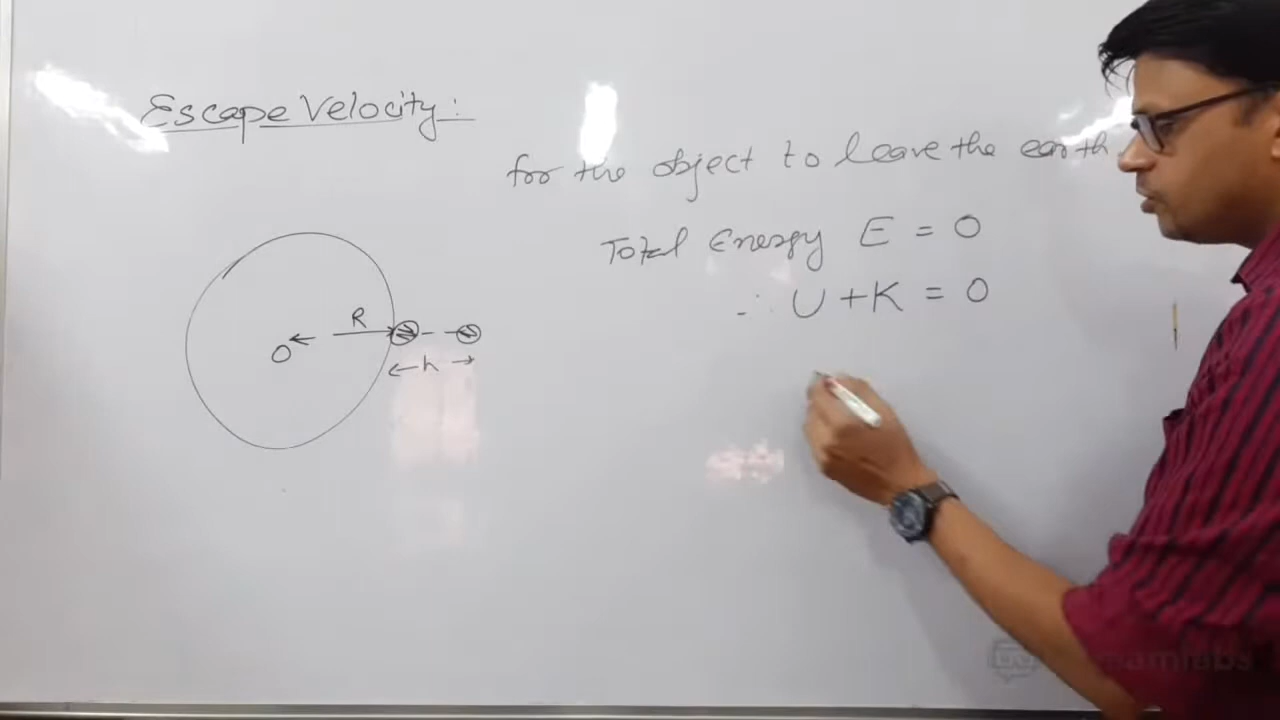 Escape Velocity:
for the object to leave the earth
Total Energy E = 0
∴ U + K = 0
R
O
h